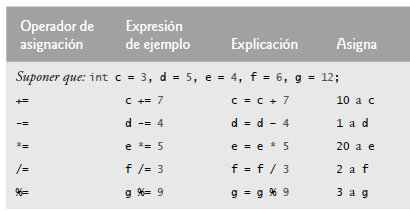 Operador de asignación Expresión de ejemplo Explicación Asigna
Suponer que: int c = 3, d = 5, e = 4, f = 6, g = 12;
+= c += 7 c = c + 7 10 a c
-= d -= 4 d = d - 4 1 a d
*= e *= 5 e = e * 5 20 a e
/= f /= 3 f = f / 3 2 a f
%= g %= 9 g = g % 9 3 a g